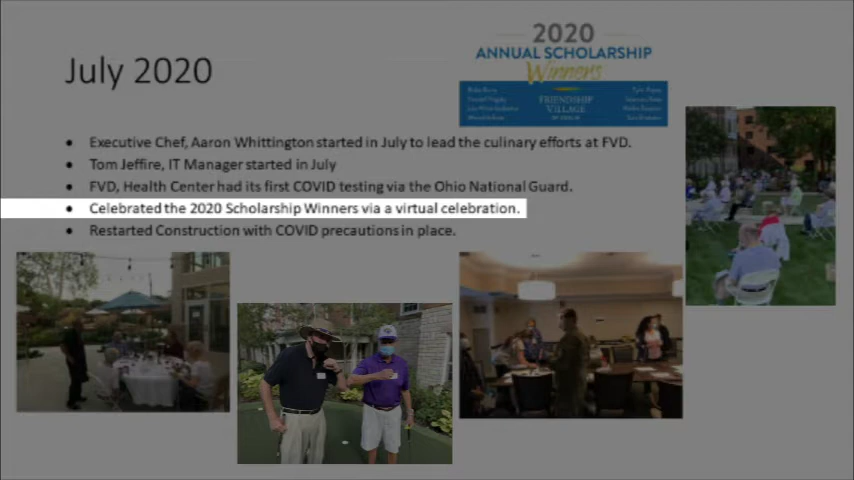 2020
ANNUAL SCHOLARSHIP
Winners
July 2020
FRIENDSHIP
VILLAGE
OF DUBLIN
• Executive Chef, Aaron Whittington started in July to lead the culinary efforts at FVD.
• Tom Jeffire, IT Manager started in July
• FVD, Health Center had its first COVID testing via the Ohio National Guard.
• Celebrated the 2020 Scholarship Winners via a virtual celebration.
• Restarted Construction with COVID precautions in place.